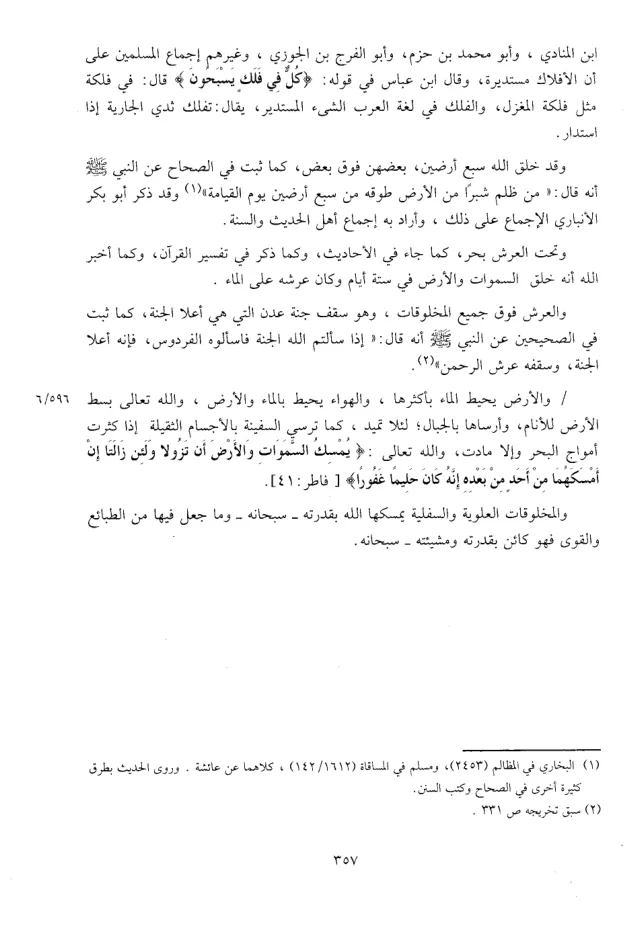 ابن المنادي ، وأبو محمد بن حزم، وأبو الفرج بن الجوزي ، وغيرهم إجماع المسلمين على
أن الأفلاك مستديرة، وقال ابن عباس في قوله: ﴿كُلٌّ فِي فَلَكٍ يَسْبَحُونَ﴾ قال: في فلكة
مثل فلكة المغزل، والفلك في لغة العرب الشىء المستدير، يقال: تفلك ثدي الجارية إذا
استدار.
وقد خلق الله سبع أرضين، بعضهن فوق بعض، كما ثبت في الصحاح عن النبي ﷺ
أنه قال: « من ظلم شبرًا من الأرض طوقه من سبع أرضين يوم القيامة»(١) وقد ذكر أبو بكر
الأنباري الإجماع على ذلك ، وأراد به إجماع أهل الحديث والسنة.
وتحت العرش بحر، كما جاء في الأحاديث، وكما ذكر في تفسير القرآن، وكما أخبر
الله أنه خلق السموات والأرض في ستة أيام وكان عرشه على الماء .
والعرش فوق جميع المخلوقات ، وهو سقف جنة عدن التي هي أعلا الجنة، كما ثبت
في الصحيحين عن النبي ﷺ أنه قال: « إذا سألتم الله الجنة فاسألوه الفردوس، فإنه أعلا
الجنة، وسقفه عرش الرحمن»(٢).
/ والأرض يحيط الماء بأكثرها ، والهواء يحيط بالماء والأرض ، والله تعالى بسط ٦/٥٩٦
الأرض للأنام، وأرساها بالجبال؛ لئلا تميد ، كما ترسي السفينة بالأجسام الثقيلة إذا كثرت
أمواج البحر وإلا مادت، والله تعالى :﴿ يُمْسِكُ السَّمَوَاتِ وَالأَرْضَ أَن تَزُولا وَلَئِن زَالَتَا إِنْ
أَمْسَكَهُمَا مِنْ أَحَدٍ مِنْ بَعْدِهِ إِنَّهُ كَانَ حَلِيمًا غَفُورًا﴾ [ فاطر:٤١].
والمخلوقات العلوية والسفلية يمسكها الله بقدرته ـ سبحانه ـ وما جعل فيها من الطبائع
والقوى فهو كائن بقدرته ومشيئته ـ سبحانه.
(١) البخاري في المظالم (٢٤٥٣)، ومسلم في المساقاة (١٤٢/١٦١٢) ، كلاهما عن عائشة . وروى الحديث بطرق
كثيرة أخرى في الصحاح وكتب السنن.
(٢) سبق تخريجه ص ٣٣١ .
٣٥٧